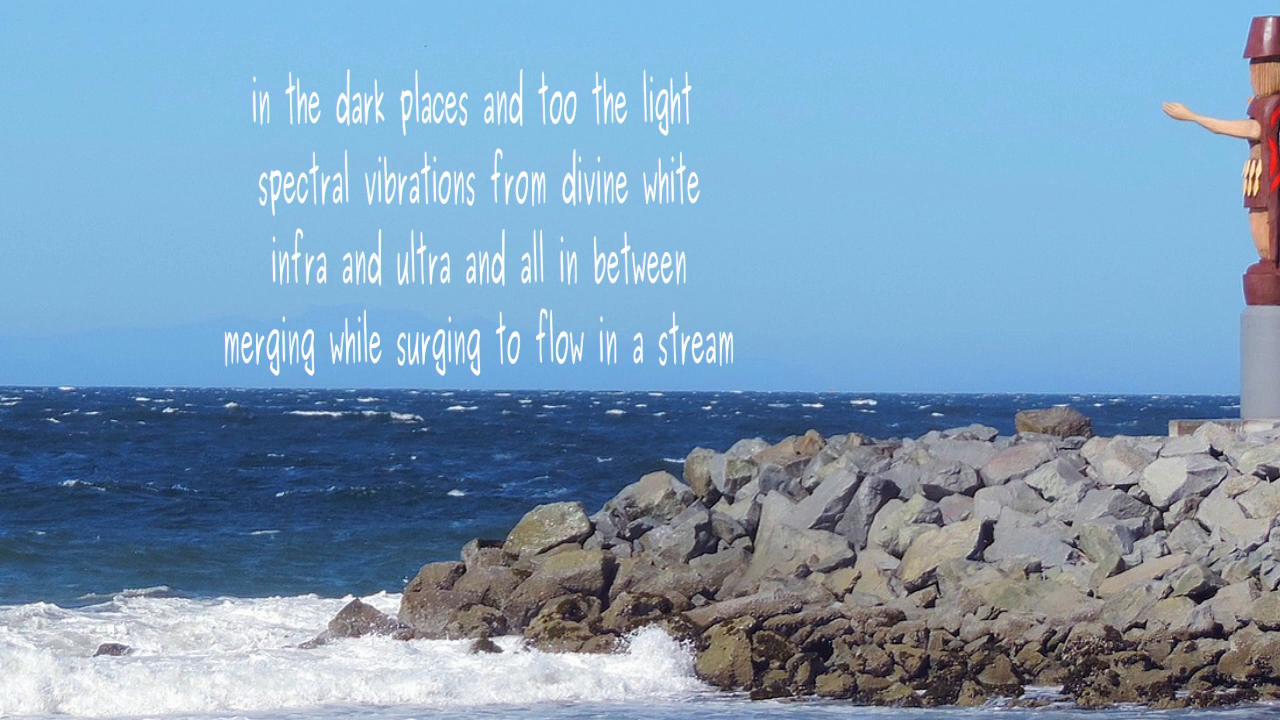 in the dark places and too the light
spectral vibrations from divine white
infra and ultra and all in between
merging while surging to flow in a stream